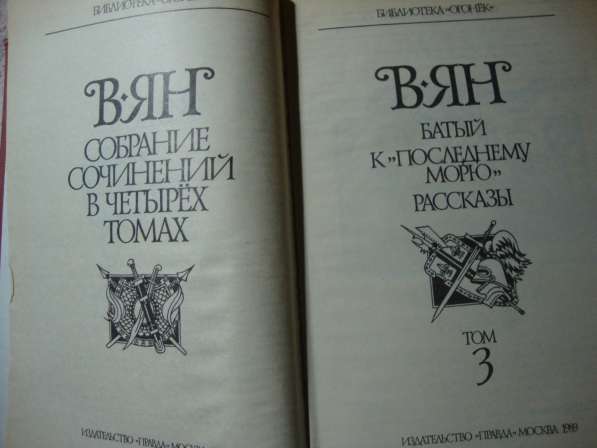 БИБЛИОТЕКА «ОГОНЁК»
В·ЯН
СОБРАНИЕ
СОЧИНЕНИЙ
В ЧЕТЫРЁХ
ТОМАХ
ИЗДАТЕЛЬСТВО «ПРАВДА» МОСКВА
БИБЛИОТЕКА «ОГОНЁК»
В·ЯН
БАТЫЙ
К „ПОСЛЕДНЕМУ
МОРЮ”
РАССКАЗЫ
ТОМ
3
ИЗДАТЕЛЬСТВО «ПРАВДА» МОСКВА 1989